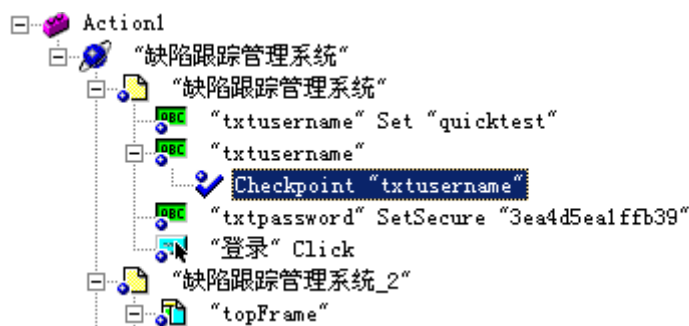 Action1
"缺陷跟踪管理系统"
"缺陷跟踪管理系统"
"txtusername" Set "quicktest"
"txtusername"
Checkpoint "txtusername"
"txtpassword" SetSecure "3ea4d5ea1ffb39"
"登录" Click
"缺陷跟踪管理系统_2"
"topFrame"